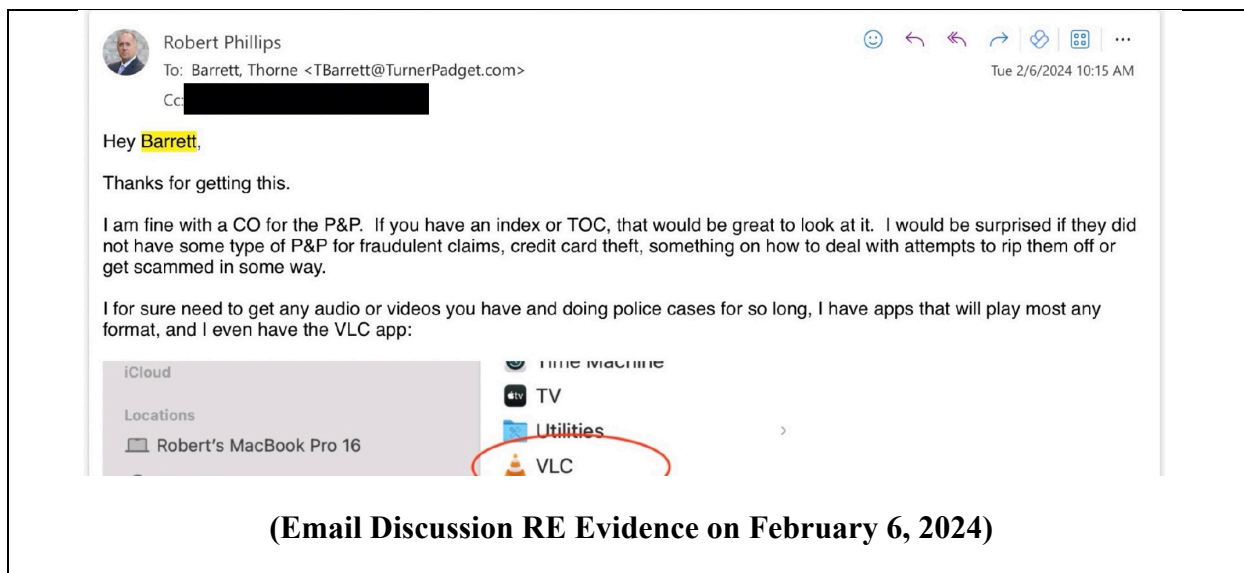 Robert Phillips
To: Barrett, Thorne <TBarrett@TurnerPadget.com>
Tue 2/6/2024 10:15 AM
Cc:
Hey Barrett,
Thanks for getting this.
I am fine with a CO for the P&P. If you have an index or TOC, that would be great to look at it. I would be surprised if they did
not have some type of P&P for fraudulent claims, credit card theft, something on how to deal with attempts to rip them off or
get scammed in some way.
I for sure need to get any audio or videos you have and doing police cases for so long, I have apps that will play most any
format, and I even have the VLC app:
iCloud
Locations
Robert's MacBook Pro 16
Time Machine
tv TV
Utilities
VLC
(Email Discussion RE Evidence on February 6, 2024)